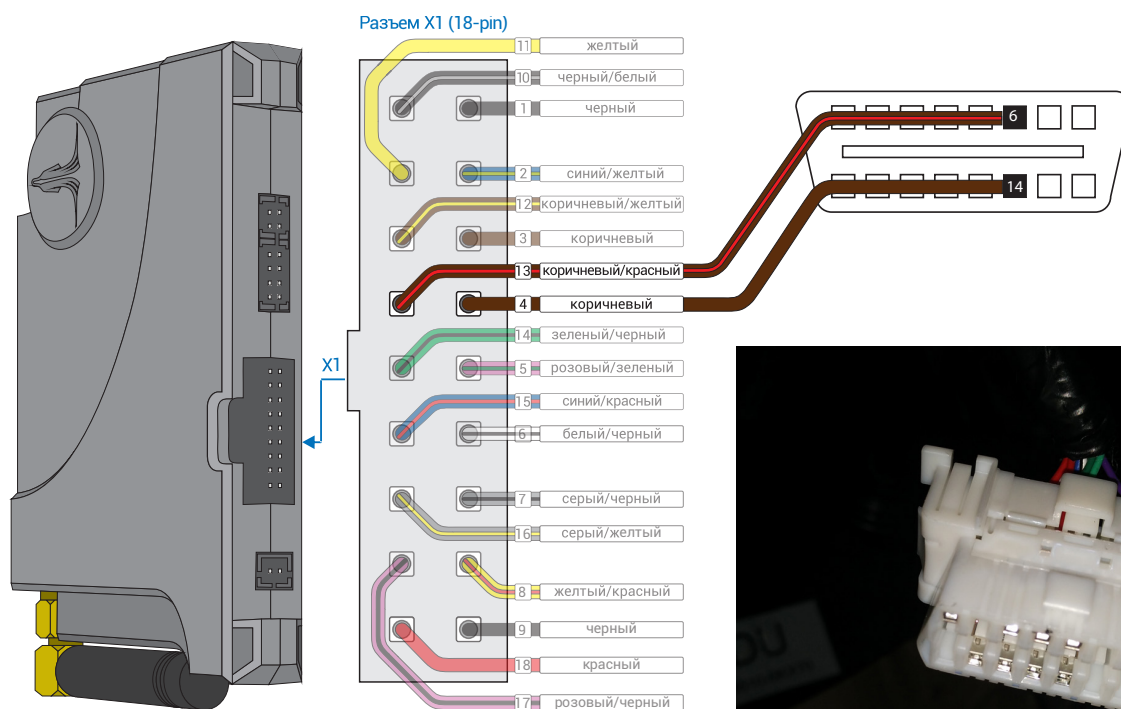 Разъем X1 (18-pin)
11 желтый
10 черный/белый
1 черный
2 синий/желтый
12 коричневый/желтый
3 коричневый
13 коричневый/красный
4 коричневый
14 зеленый/черный
5 розовый/зеленый
15 синий/красный
6 белый/черный
7 серый/черный
16 серый/желтый
8 желтый/красный
9 черный
18 красный
17 розовый/черный
X1
6
14